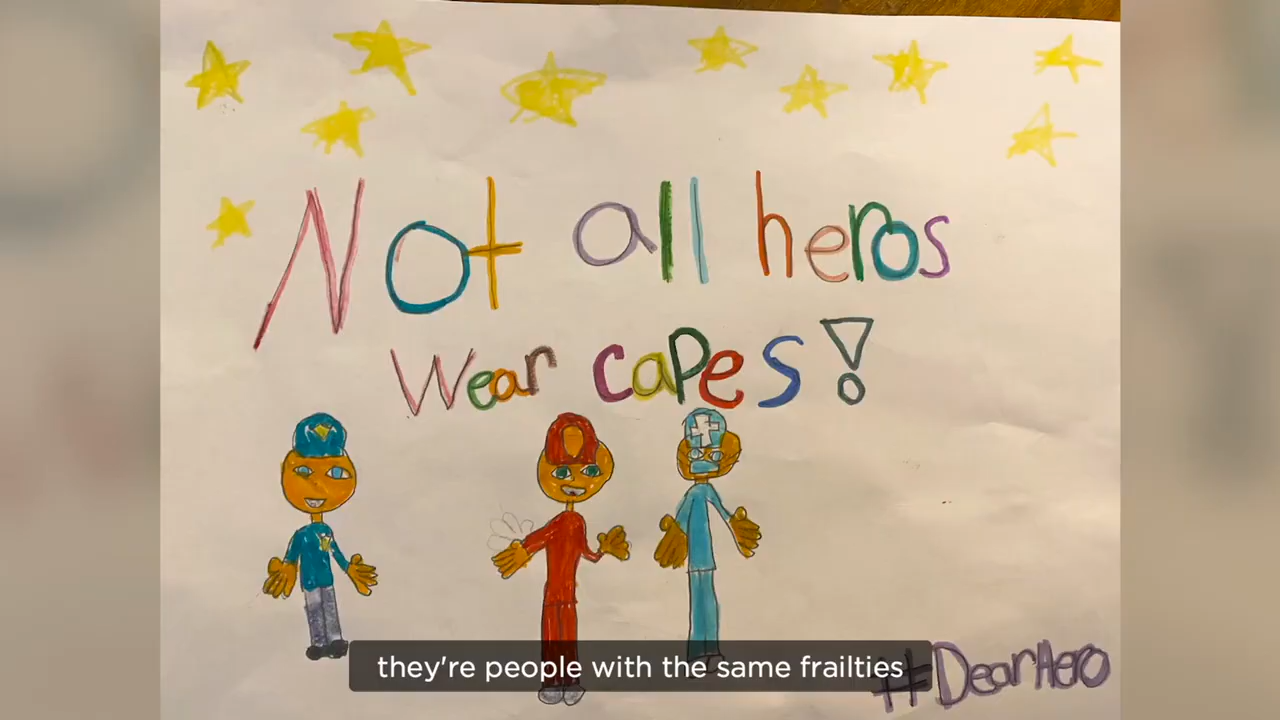 Not all heros
wear capes!
they're people with the same frailties
#DearHero